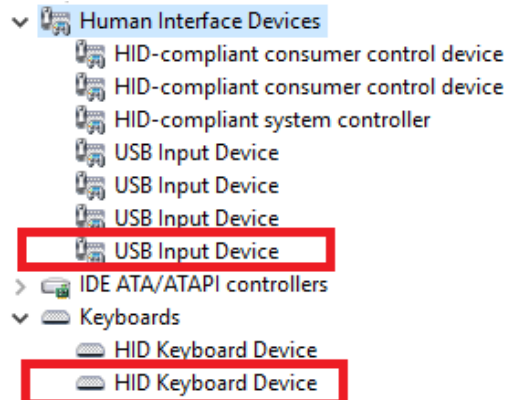 Human Interface Devices
HID-compliant consumer control device
HID-compliant consumer control device
HID-compliant system controller
USB Input Device
USB Input Device
USB Input Device
USB Input Device
IDE ATA/ATAPI controllers
Keyboards
HID Keyboard Device
HID Keyboard Device